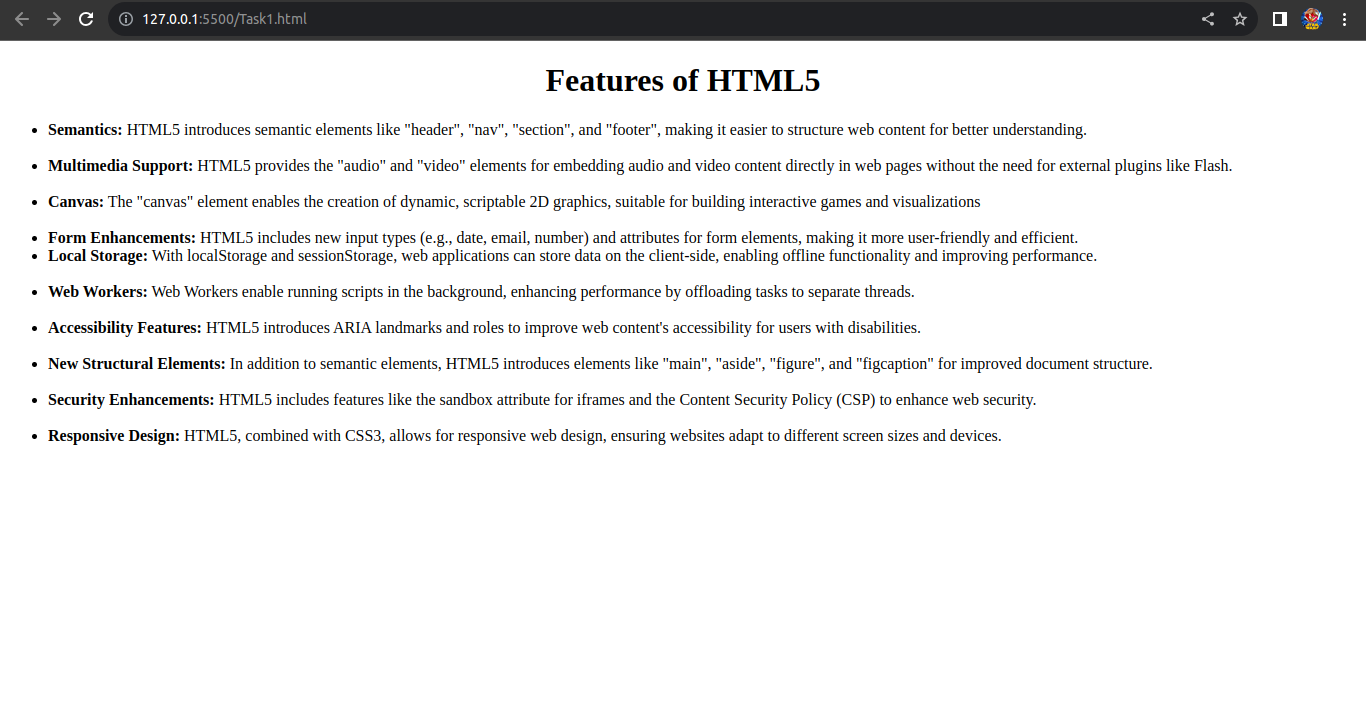 127.0.0.1:5500/Task1.html
Features of HTML5
Semantics: HTML5 introduces semantic elements like "header", "nav", "section", and "footer", making it easier to structure web content for better understanding.
Multimedia Support: HTML5 provides the "audio" and "video" elements for embedding audio and video content directly in web pages without the need for external plugins like Flash.
Canvas: The "canvas" element enables the creation of dynamic, scriptable 2D graphics, suitable for building interactive games and visualizations
Form Enhancements: HTML5 includes new input types (e.g., date, email, number) and attributes for form elements, making it more user-friendly and efficient.
Local Storage: With localStorage and sessionStorage, web applications can store data on the client-side, enabling offline functionality and improving performance.
Web Workers: Web Workers enable running scripts in the background, enhancing performance by offloading tasks to separate threads.
Accessibility Features: HTML5 introduces ARIA landmarks and roles to improve web content's accessibility for users with disabilities.
New Structural Elements: In addition to semantic elements, HTML5 introduces elements like "main", "aside", "figure", and "figcaption" for improved document structure.
Security Enhancements: HTML5 includes features like the sandbox attribute for iframes and the Content Security Policy (CSP) to enhance web security.
Responsive Design: HTML5, combined with CSS3, allows for responsive web design, ensuring websites adapt to different screen sizes and devices.